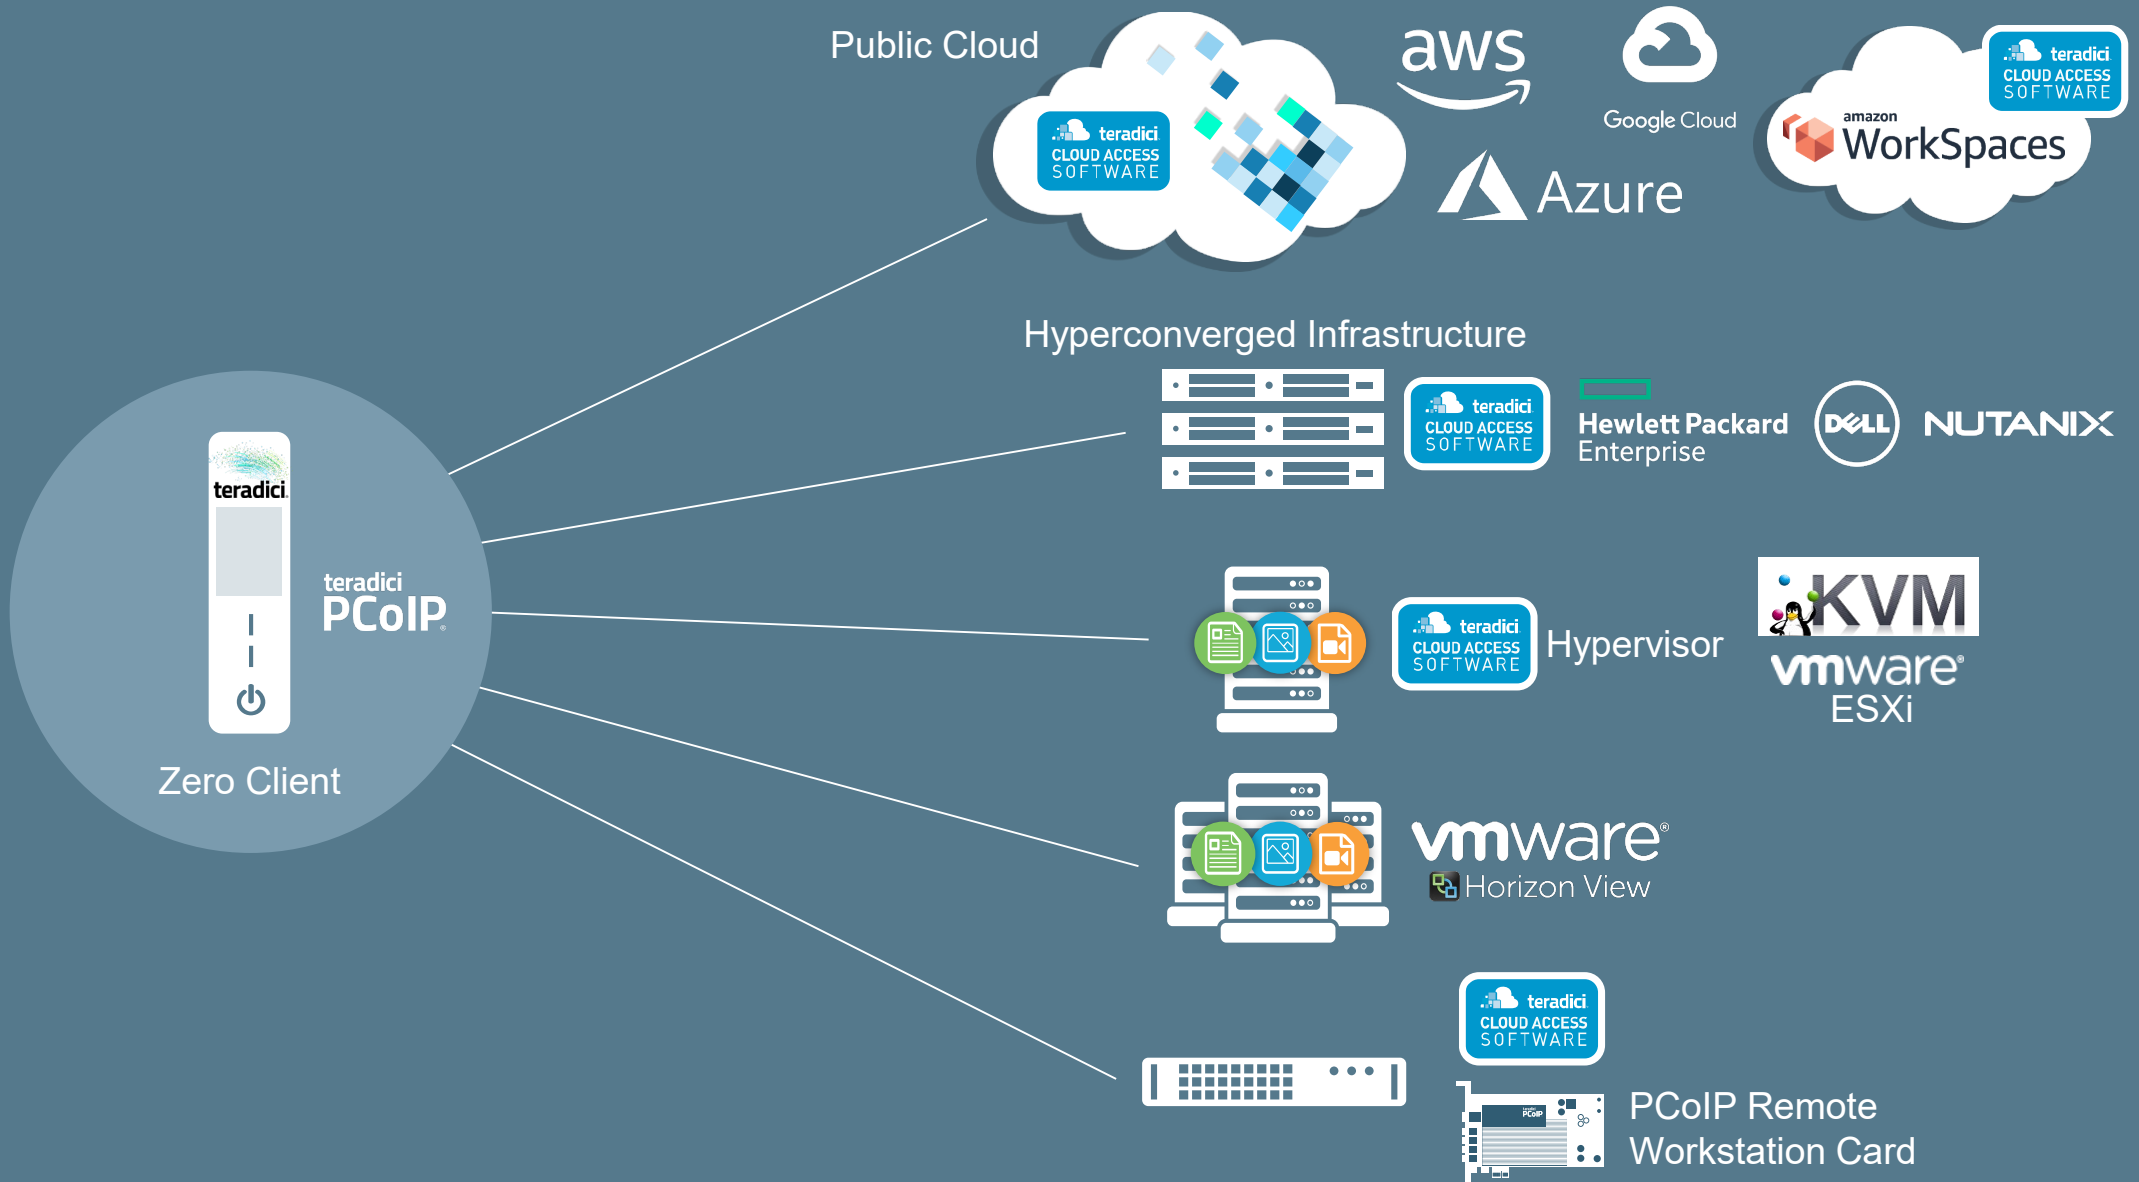 Public Cloud
teradici
CLOUD ACCESS
SOFTWARE
aws
Google Cloud
Azure
teradici
CLOUD ACCESS
SOFTWARE
amazon
WorkSpaces
Hyperconverged Infrastructure
teradici
CLOUD ACCESS
SOFTWARE
Hewlett Packard
Enterprise
DELL
NUTANIX
teradici
teradici
PCoIP®
Zero Client
teradici
CLOUD ACCESS
SOFTWARE
Hypervisor
KVM
vmware®
ESXi
vmware®
Horizon View
teradici
CLOUD ACCESS
SOFTWARE
teradici
PCoIP
PCoIP Remote
Workstation Card